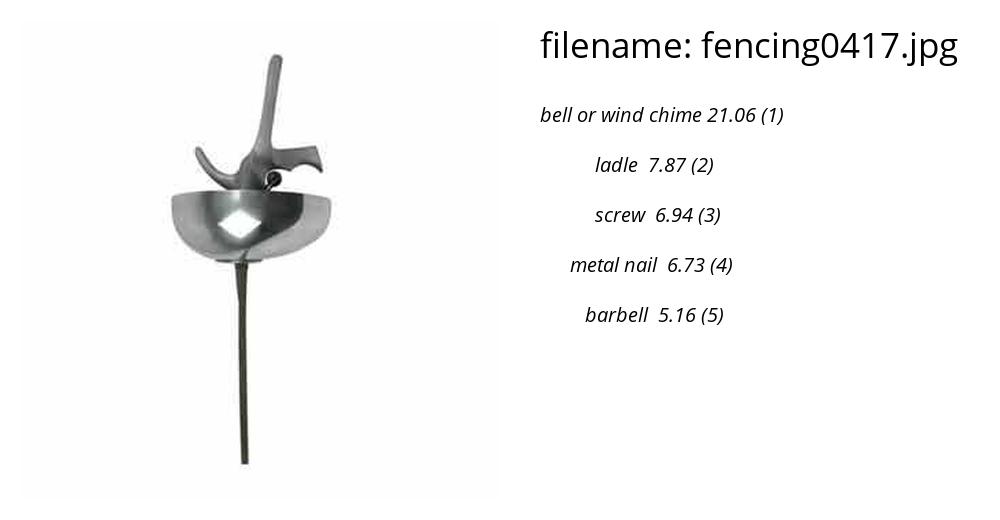 filename: fencing0417.jpg
bell or wind chime 21.06 (1)
ladle 7.87 (2)
screw 6.94 (3)
metal nail 6.73 (4)
barbell 5.16 (5)